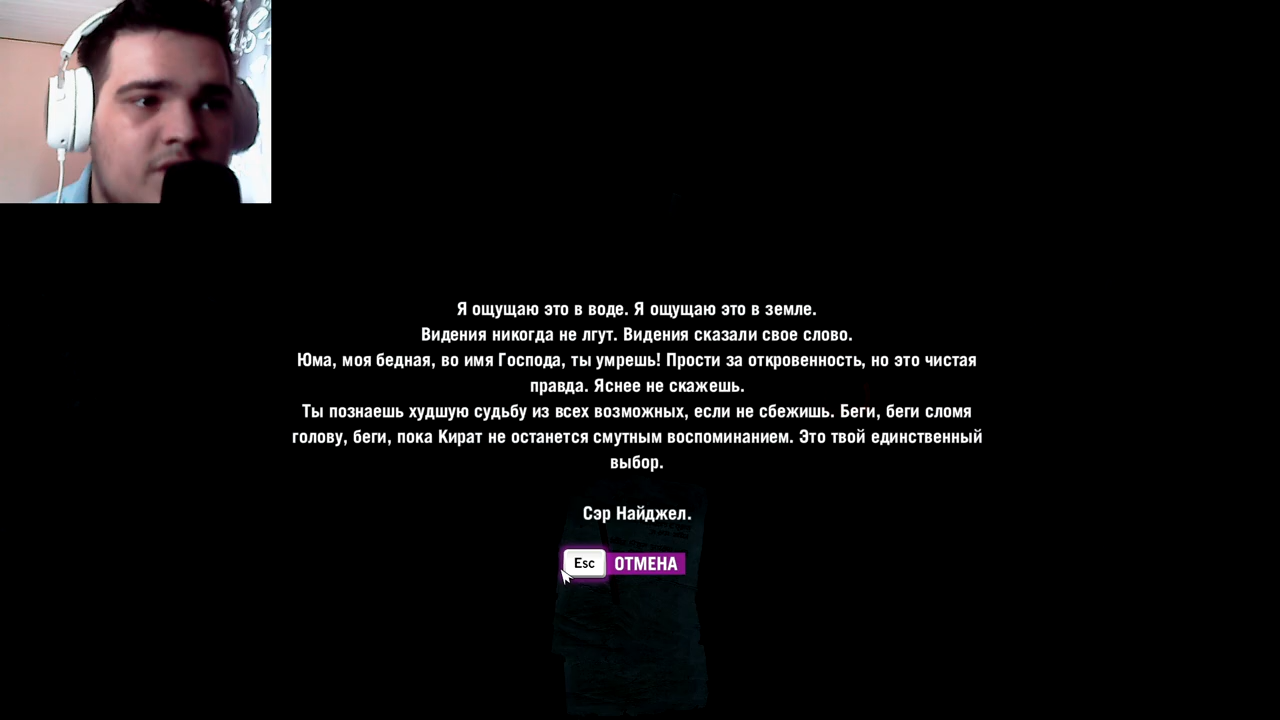 Я ощущаю это в воде. Я ощущаю это в земле.
Видения никогда не лгут. Видения сказали свое слово.
Юма, моя бедная, во имя Господа, ты умрешь! Прости за откровенность, но это чистая
правда. Яснее не скажешь.
Ты познаешь худшую судьбу из всех возможных, если не сбежишь. Беги, беги сломя
голову, беги, пока Кират не останется смутным воспоминанием. Это твой единственный
выбор.
Сэр Найджел.
Esc ОТМЕНА